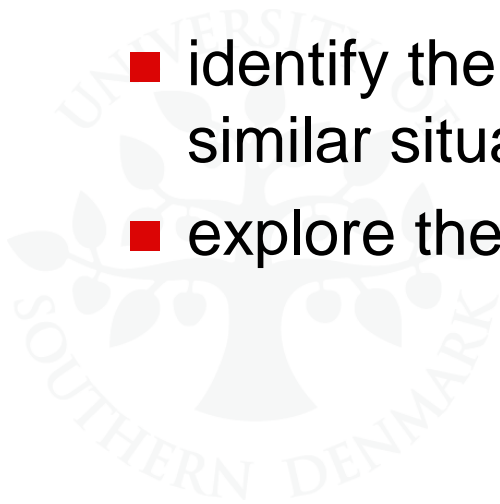 identify the
similar situa
explore the
UNIVERSITY OF
SOUTHERN DENMARK